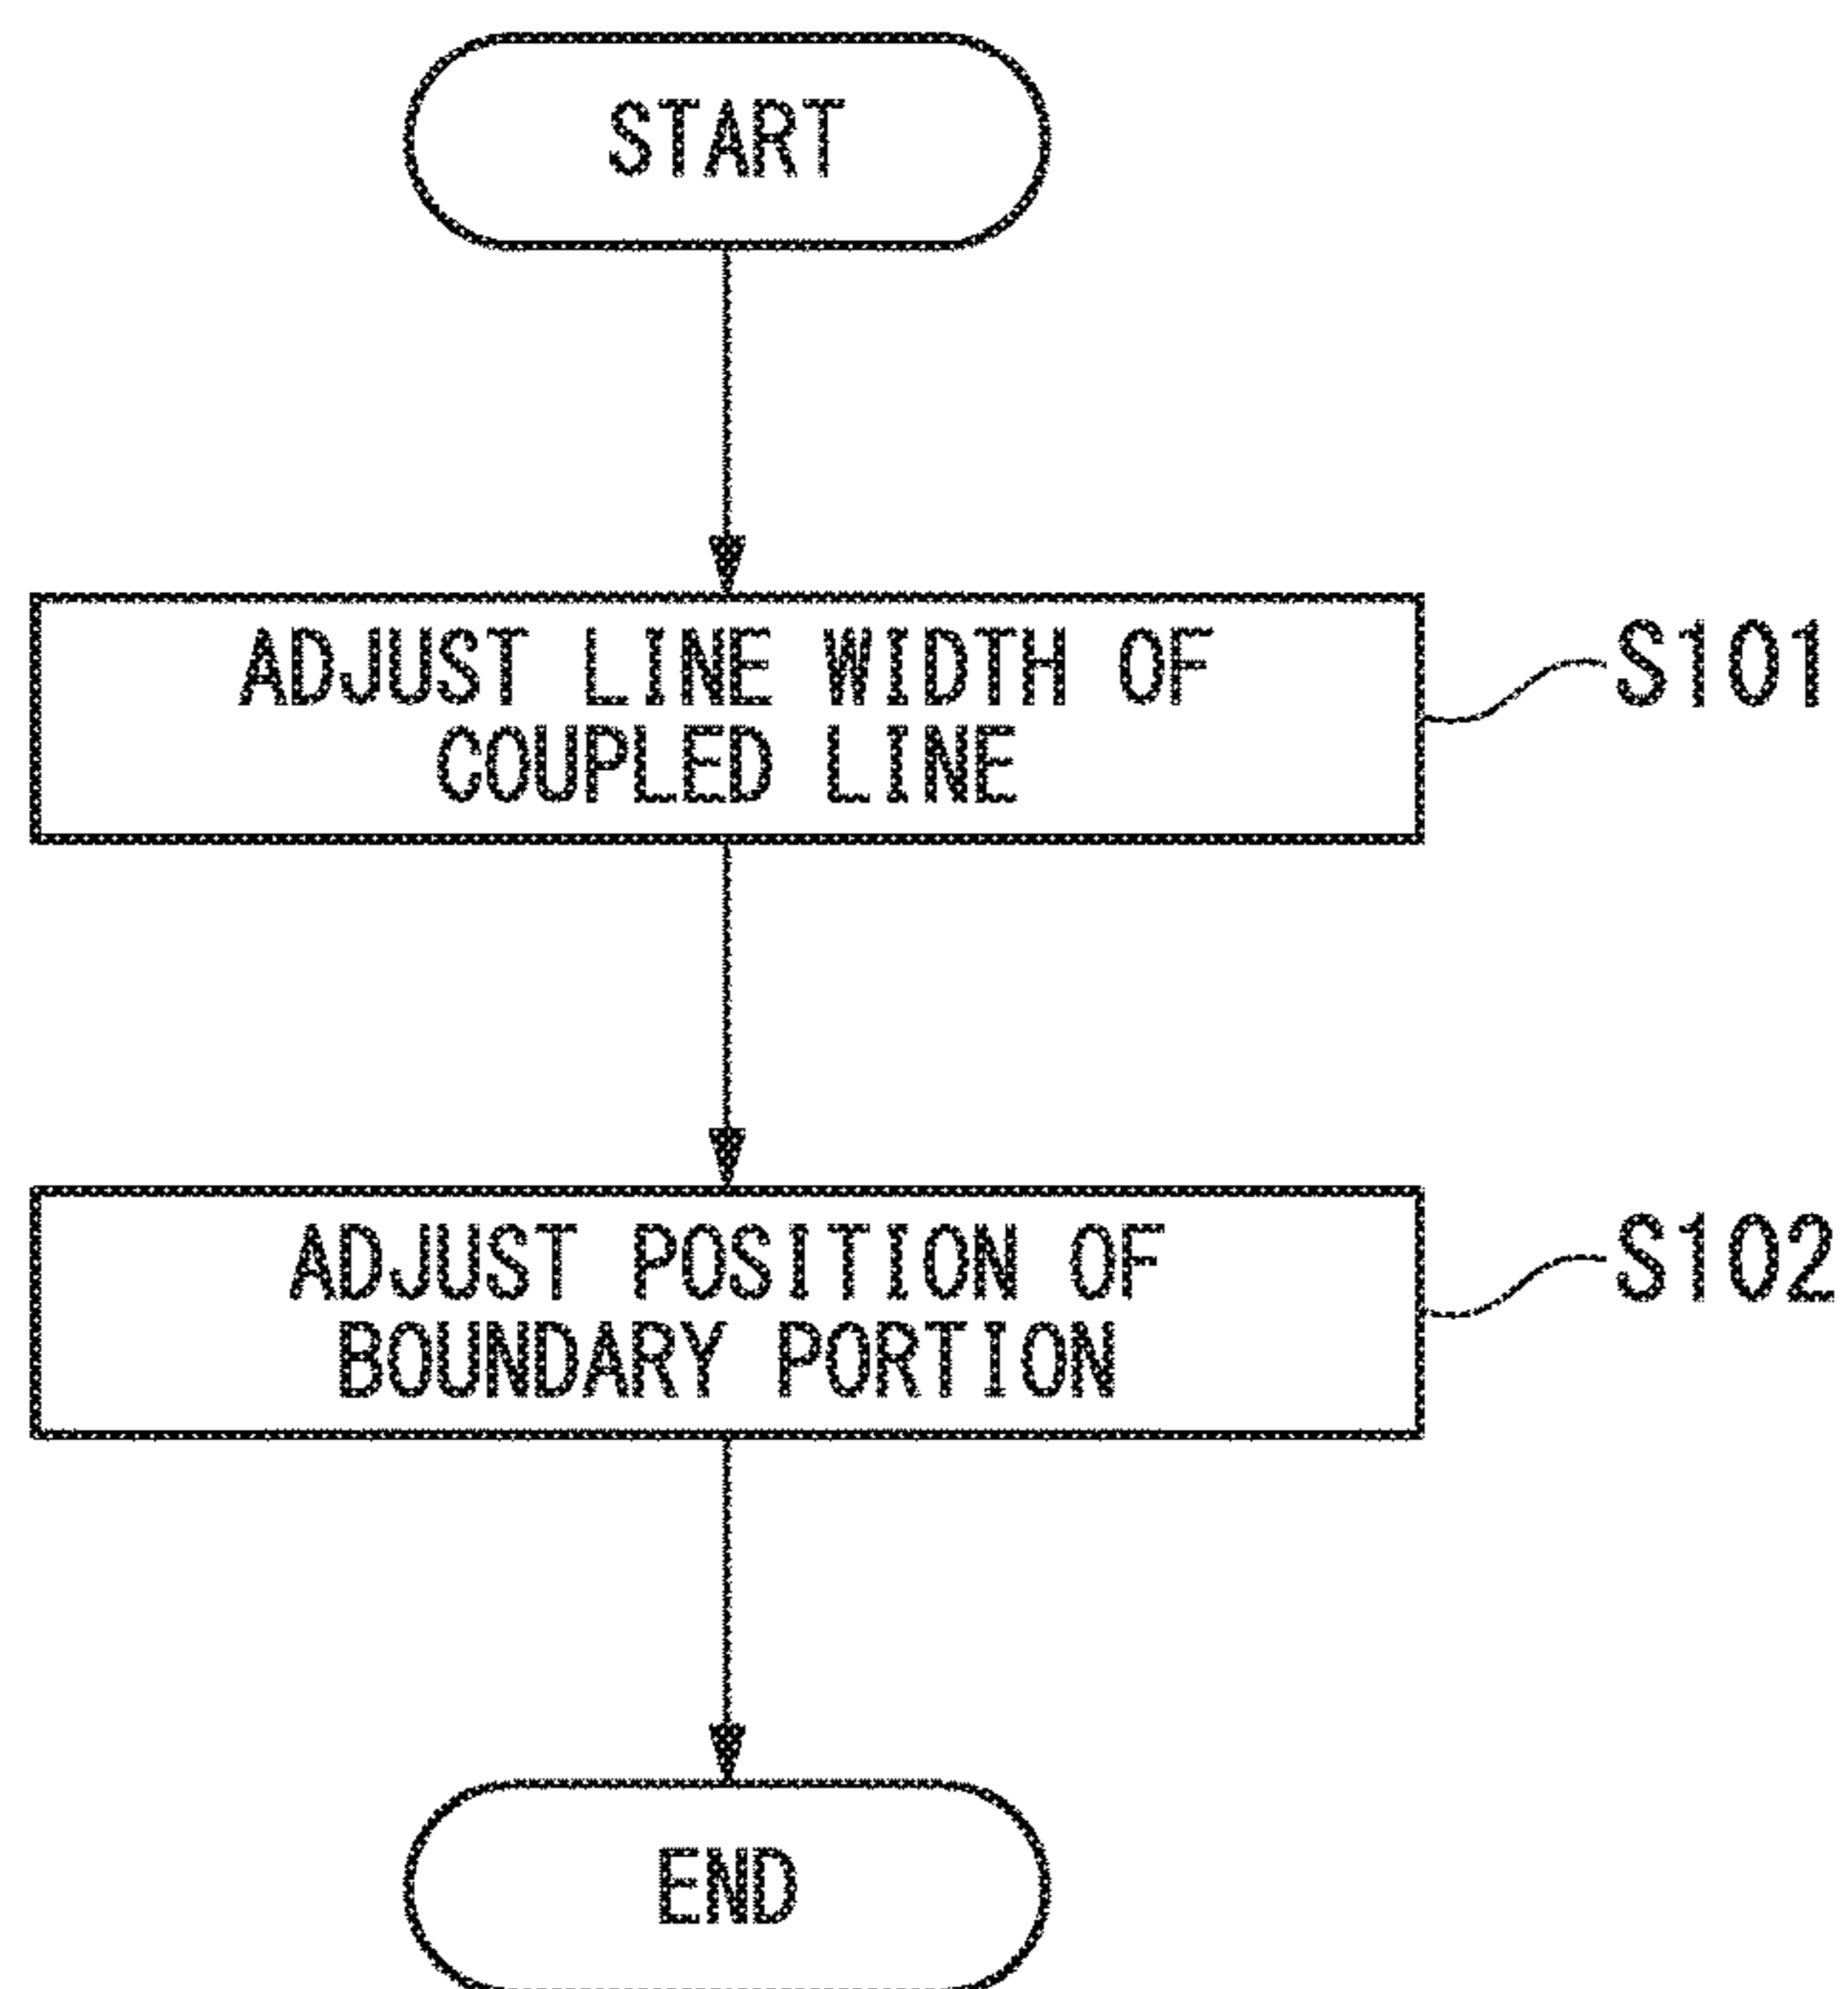 START
ADJUST LINE WIDTH OF
COUPLED LINE
S101
ADJUST POSITION OF
BOUNDARY PORTION
S102
END